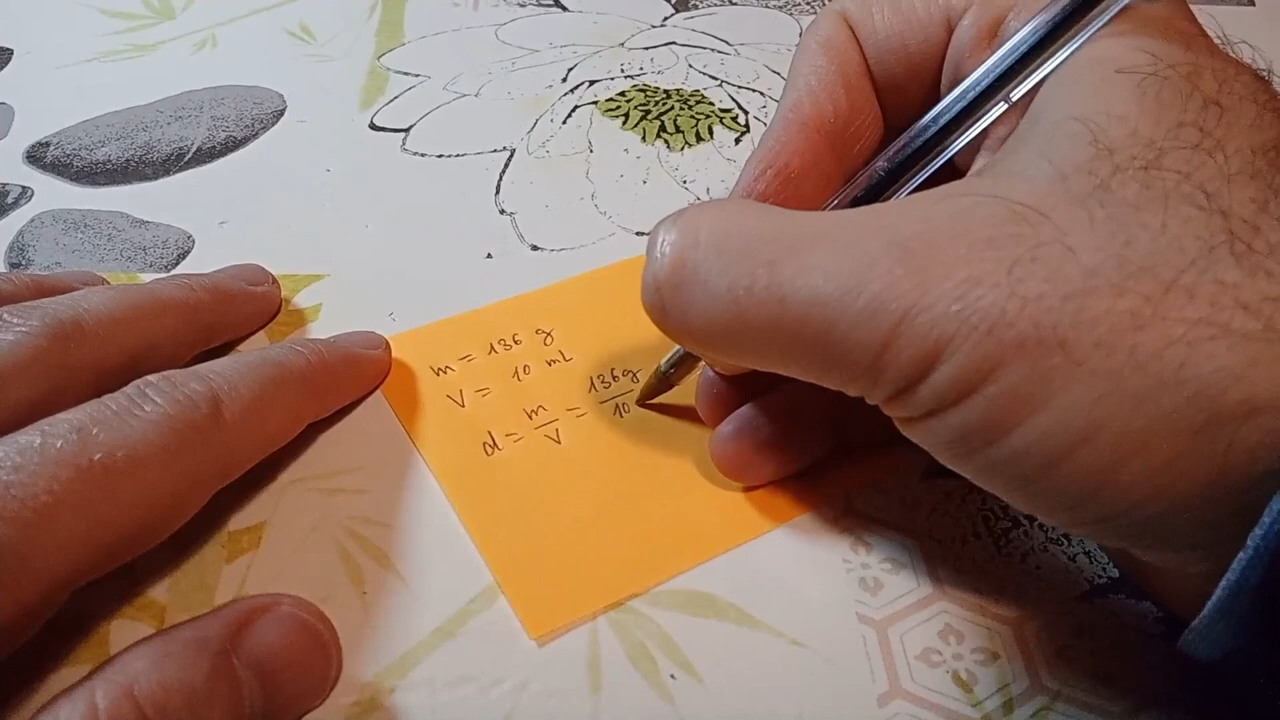 m = 136 g
V = 10 mL
d = m/V = 136g/10